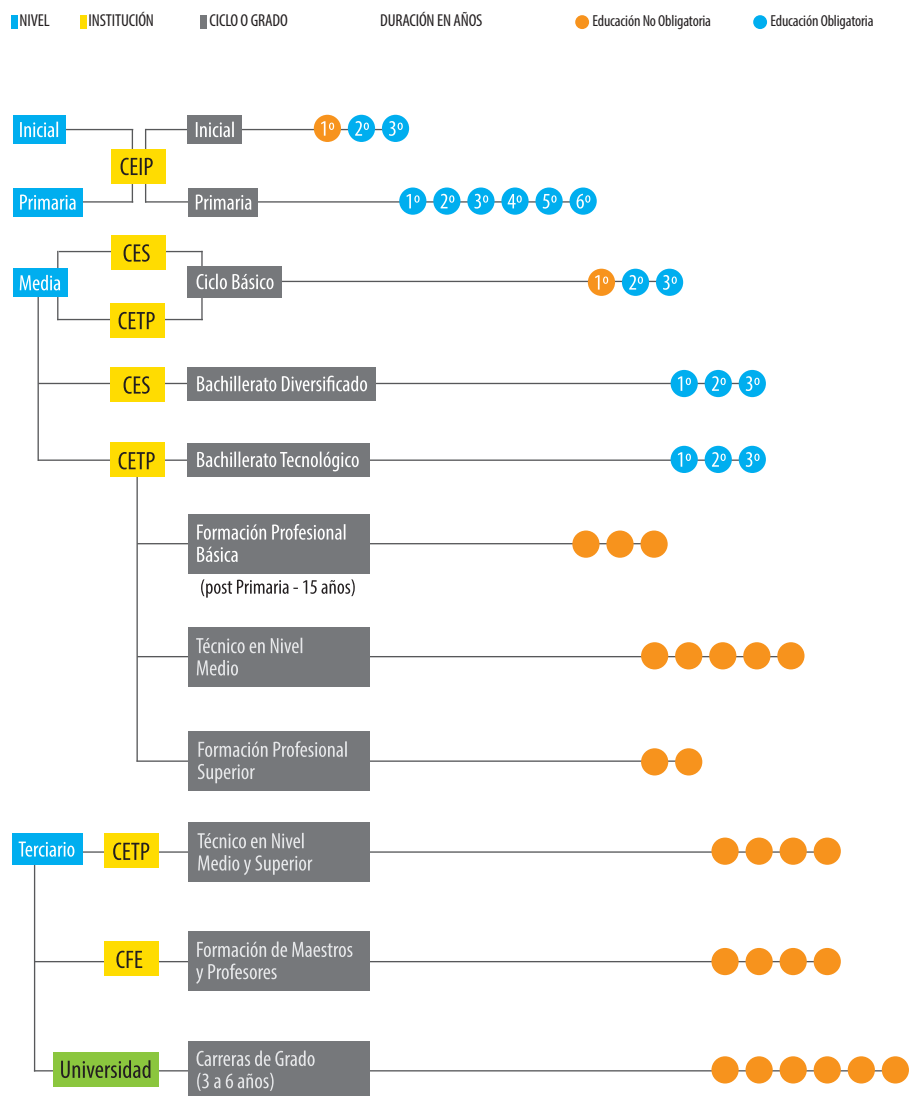 NIVEL INSTITUCIÓN CICLO O GRADO DURACIÓN EN AÑOS Educación No Obligatoria Educación Obligatoria
Inicial
CEIP
Inicial
1º 2º 3º
Primaria
Primaria
1º 2º 3º 4º 5º 6º
Media
CES
CETP
Ciclo Básico
1º 2º 3º
CES
Bachillerato Diversificado
1º 2º 3º
CETP
Bachillerato Tecnológico
1º 2º 3º
Formación Profesional
Básica
(post Primaria - 15 años)
Técnico en Nivel
Medio
Formación Profesional
Superior
Terciario
CETP
Técnico en Nivel
Medio y Superior
CFE
Formación de Maestros
y Profesores
Universidad
Carreras de Grado
(3 a 6 años)